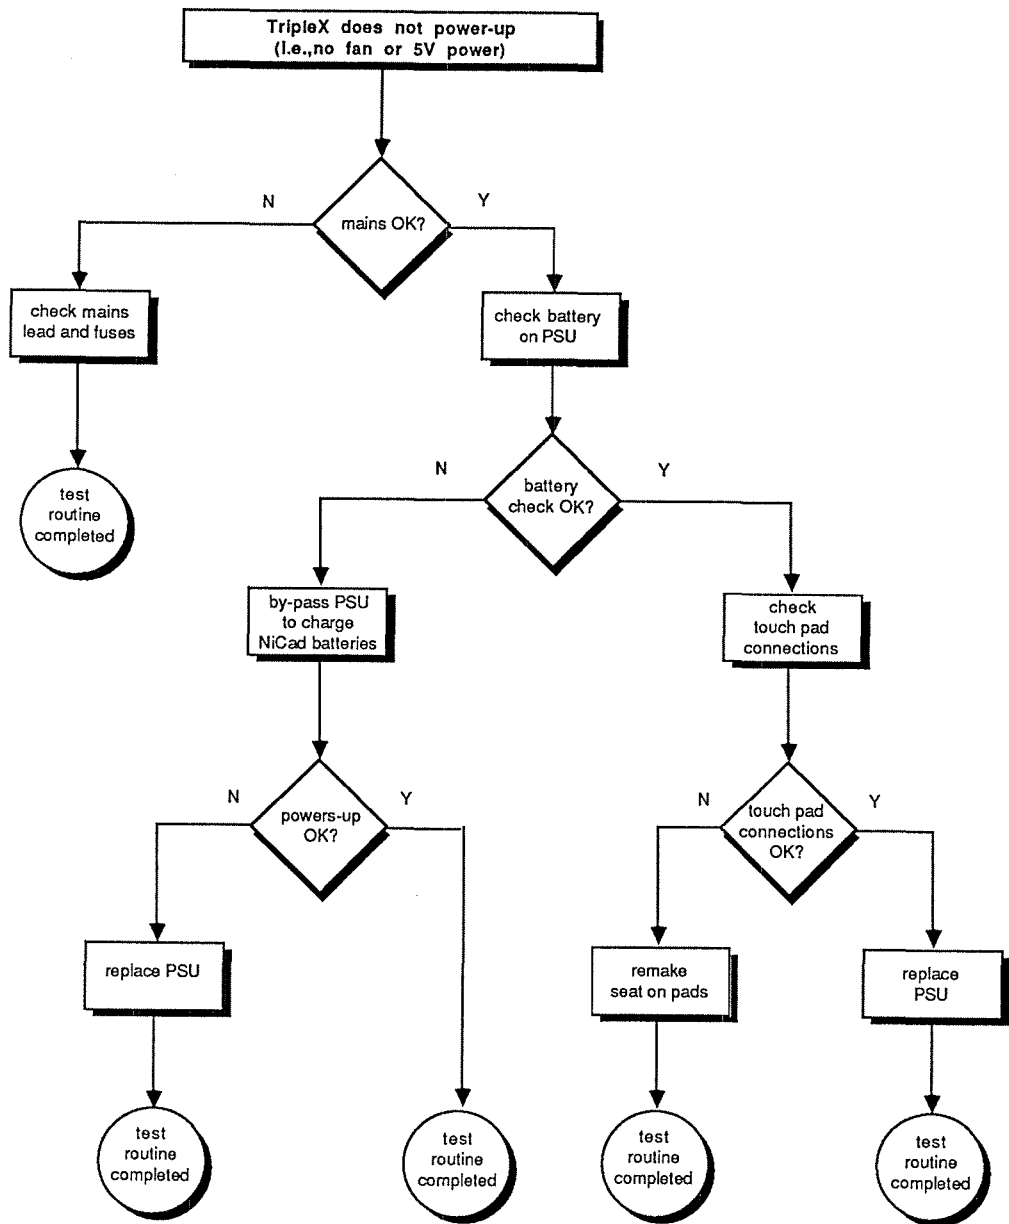 TripleX does not power-up
(i.e.,no fan or 5V power)
N
Y
mains OK?
check mains
lead and fuses
check battery
on PSU
test
routine
completed
N
Y
battery
check OK?
by-pass PSU
to charge
NiCad batteries
check
touch pad
connections
N
Y
powers-up
OK?
N
Y
touch pad
connections
OK?
replace PSU
remake
seat on pads
replace
PSU
test
routine
completed
test
routine
completed
test
routine
completed
test
routine
completed